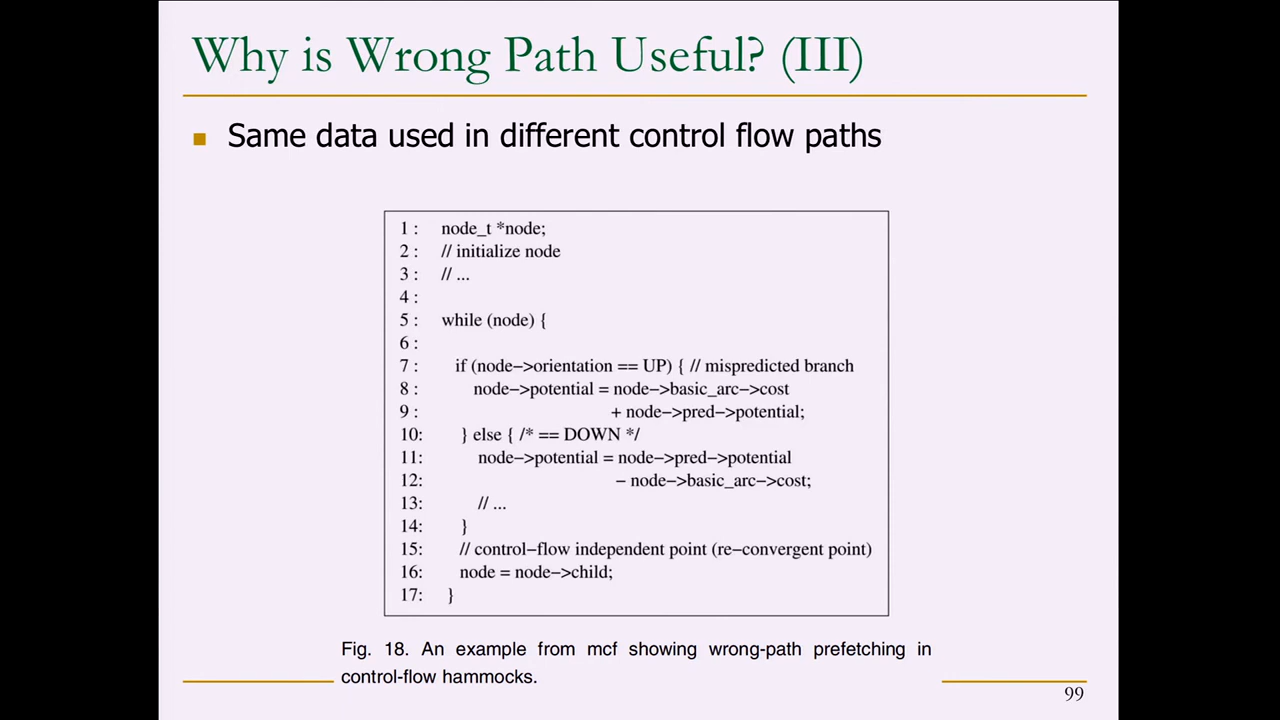 Why is Wrong Path Useful? (III)
■ Same data used in different control flow paths
1 : node_t *node;
2 : // initialize node
3 : // ...
4 :
5 : while (node) {
6 :
7 : if (node−>orientation == UP) { // mispredicted branch
8 : node−>potential = node−>basic_arc−>cost
9 : + node−>pred−>potential;
10: } else { /* == DOWN */
11: node−>potential = node−>pred−>potential
12: − node−>basic_arc−>cost;
13: // ...
14: }
15: // control−flow independent point (re−convergent point)
16: node = node−>child;
17: }
Fig. 18. An example from mcf showing wrong-path prefetching in
control-flow hammocks.
99